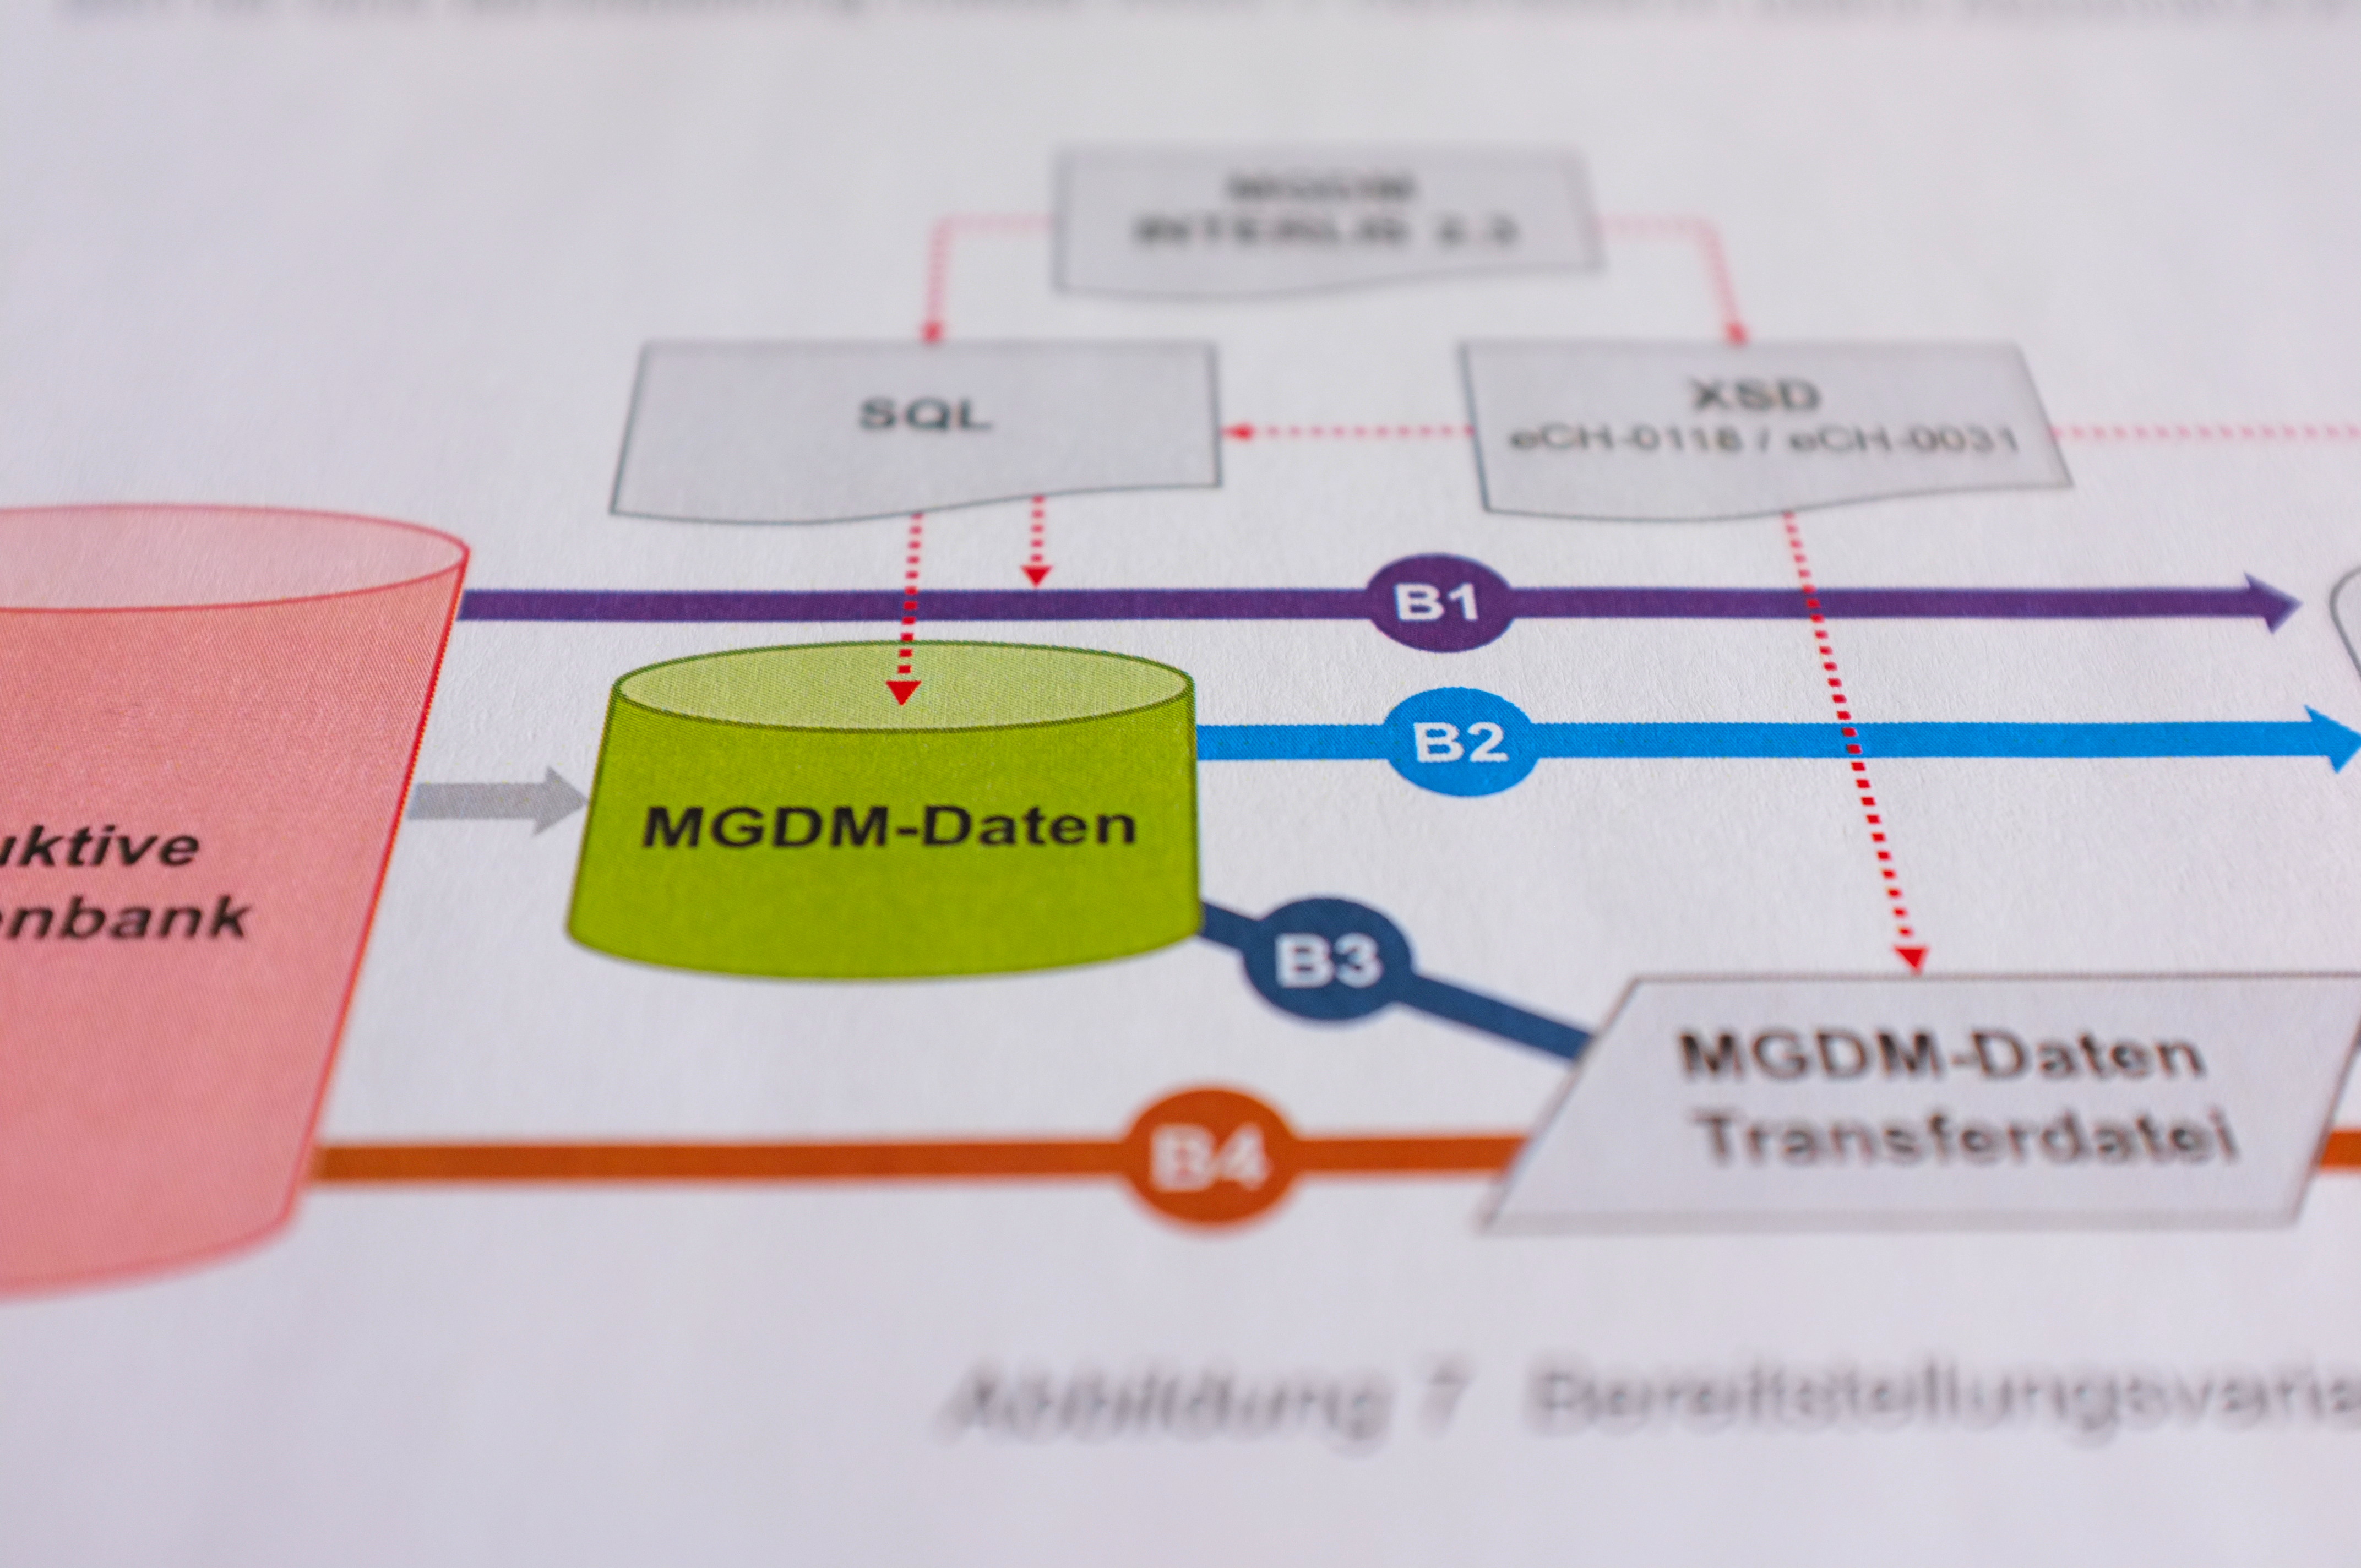 MGDM
INTERLIS 2.3
SQL
XSD
eCH-0118 / eCH-0031
B1
B2
uktive
enbank
MGDM-Daten
B3
MGDM-Daten
Transferdatei
B4
Abbildung 7 Bereitstellungsvaria